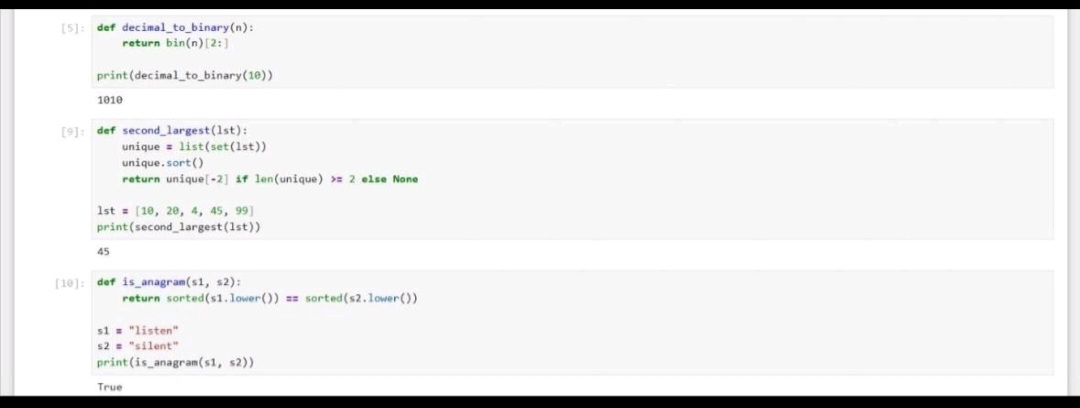 [5]: def decimal_to_binary(n):
    return bin(n)[2:]
print(decimal_to_binary(10))
1010
[9]: def second_largest(lst):
    unique = list(set(lst))
    unique.sort()
    return unique[-2] if len(unique) >= 2 else None
lst = [10, 20, 4, 45, 99]
print(second_largest(lst))
45
[10]: def is_anagram(s1, s2):
    return sorted(s1.lower()) == sorted(s2.lower())
s1 = "listen"
s2 = "silent"
print(is_anagram(s1, s2))
True